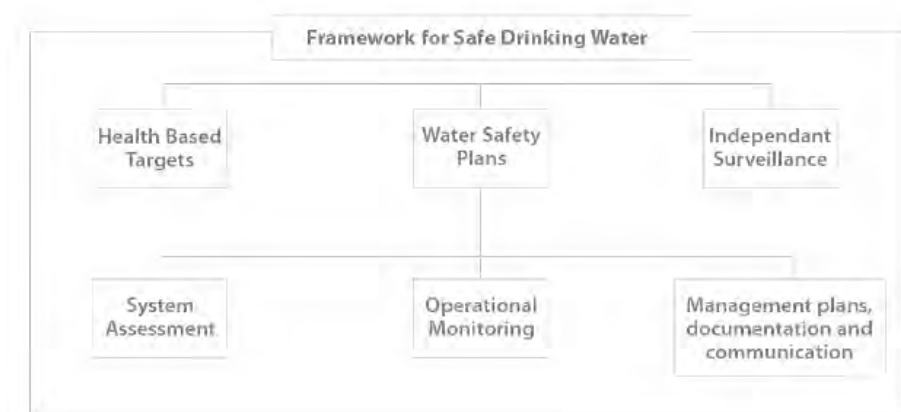 Framework for Safe Drinking Water
Health Based
Targets
Water Safety
Plans
Independant
Surveillance
System
Assessment
Operational
Monitoring
Management plans,
documentation and
communication